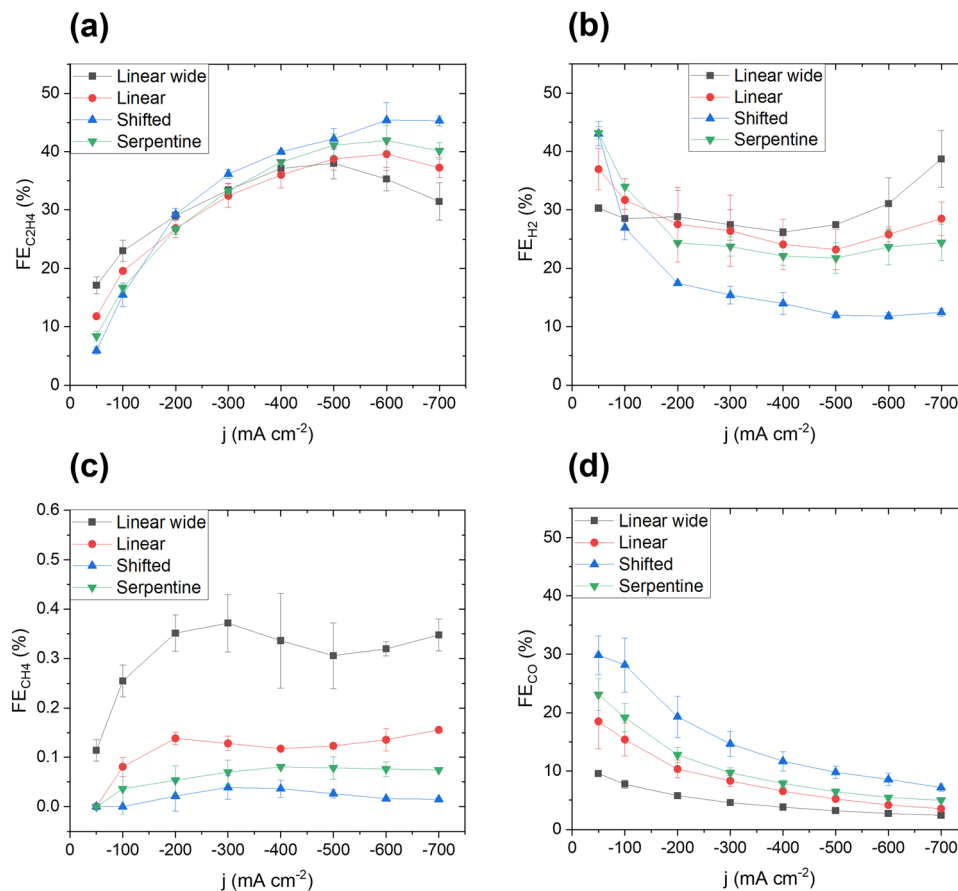 (a)
Linear wide
Linear
Shifted
Serpentine
FE_C2H4 (%)
50
40
30
20
10
0
0 -100 -200 -300 -400 -500 -600 -700
j (mA cm⁻²)
(b)
Linear wide
Linear
Shifted
Serpentine
FE_H2 (%)
50
40
30
20
10
0
0 -100 -200 -300 -400 -500 -600 -700
j (mA cm⁻²)
(c)
Linear wide
Linear
Shifted
Serpentine
FE_CH4 (%)
0.6
0.5
0.4
0.3
0.2
0.1
0.0
0 -100 -200 -300 -400 -500 -600 -700
j (mA cm⁻²)
(d)
Linear wide
Linear
Shifted
Serpentine
FE_CO (%)
50
40
30
20
10
0
0 -100 -200 -300 -400 -500 -600 -700
j (mA cm⁻²)